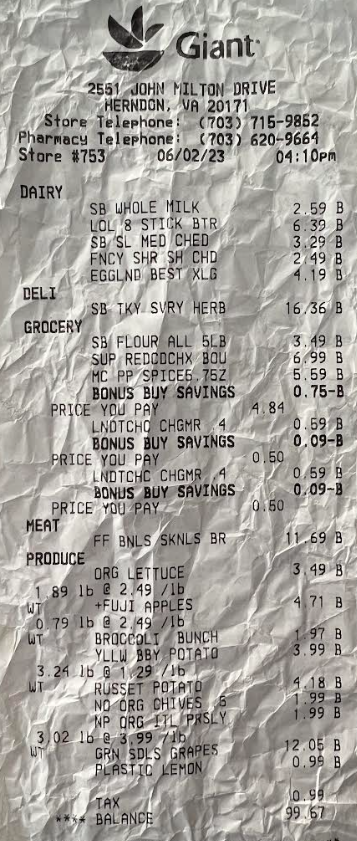 Giant
2551 JOHN MILTON DRIVE
HERNDON, VA 20171
Store Telephone: (703) 715-9852
Pharmacy Telephone: (703) 620-9664
Store #753 06/02/23 04:10pm
DAIRY
SB WHOLE MILK 2.59 B
LOL 8 STICK BTR 6.39 B
SB SL MED CHED 3.29 B
FNCY SHR SH CHD 2.49 B
EGGLND BEST XLG 4.19 B
DELI
SB TKY SVRY HERB 16.36 B
GROCERY
SB FLOUR ALL 5LB 3.49 B
SUP REDCDCHX BOU 6.99 B
MC PP SPICE6.75Z 5.59 B
BONUS BUY SAVINGS 0.75-B
PRICE YOU PAY 4.84
LNDTCHC CHGMR .4 0.59 B
BONUS BUY SAVINGS 0.09-B
PRICE YOU PAY 0.50
LNDTCHC CHGMR .4 0.59 B
BONUS BUY SAVINGS 0.09-B
PRICE YOU PAY 0.50
MEAT
FF BNLS SKNLS BR 11.69 B
PRODUCE
ORG LETTUCE 3.49 B
1.89 lb @ 2.49 /lb
WT +FUJI APPLES 4.71 B
0.79 lb @ 2.49 /lb
WT BROCCOLI BUNCH 1.97 B
YLLW BBY POTATO 3.99 B
3.24 lb @ 1.29 /lb
WT RUSSET POTATO 4.18 B
NO ORG CHIVES .5 1.99 B
NP ORG ITL PRSLY 1.99 B
3.02 lb @ 3.99 /lb
WT GRN SDLS GRAPES 12.05 B
PLASTIC LEMON 0.99 B
TAX 0.99
**** BALANCE 99.67